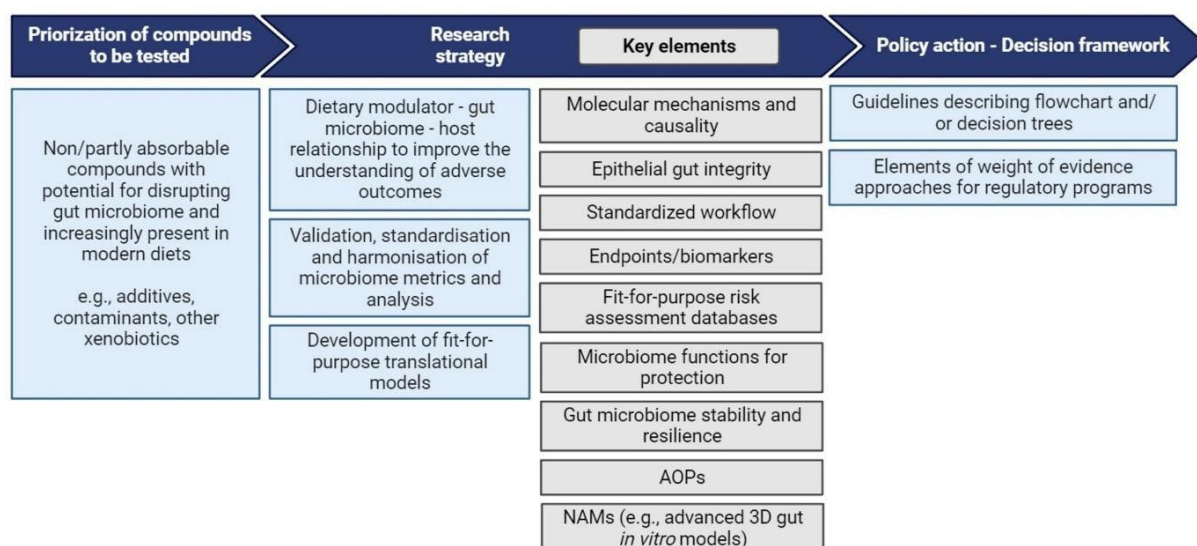 Priorization of compounds
to be tested
Research
strategy
Key elements
Policy action - Decision framework
Non/partly absorbable
compounds with
potential for disrupting
gut microbiome and
increasingly present in
modern diets
e.g., additives,
contaminants, other
xenobiotics
Dietary modulator - gut
microbiome - host
relationship to improve the
understanding of adverse
outcomes
Validation, standardisation
and harmonisation of
microbiome metrics and
analysis
Development of fit-for-
purpose translational
models
Molecular mechanisms and
causality
Epithelial gut integrity
Standardized workflow
Endpoints/biomarkers
Fit-for-purpose risk
assessment databases
Microbiome functions for
protection
Gut microbiome stability and
resilience
AOPs
NAMs (e.g., advanced 3D gut
in vitro models)
Guidelines describing flowchart and/
or decision trees
Elements of weight of evidence
approaches for regulatory programs